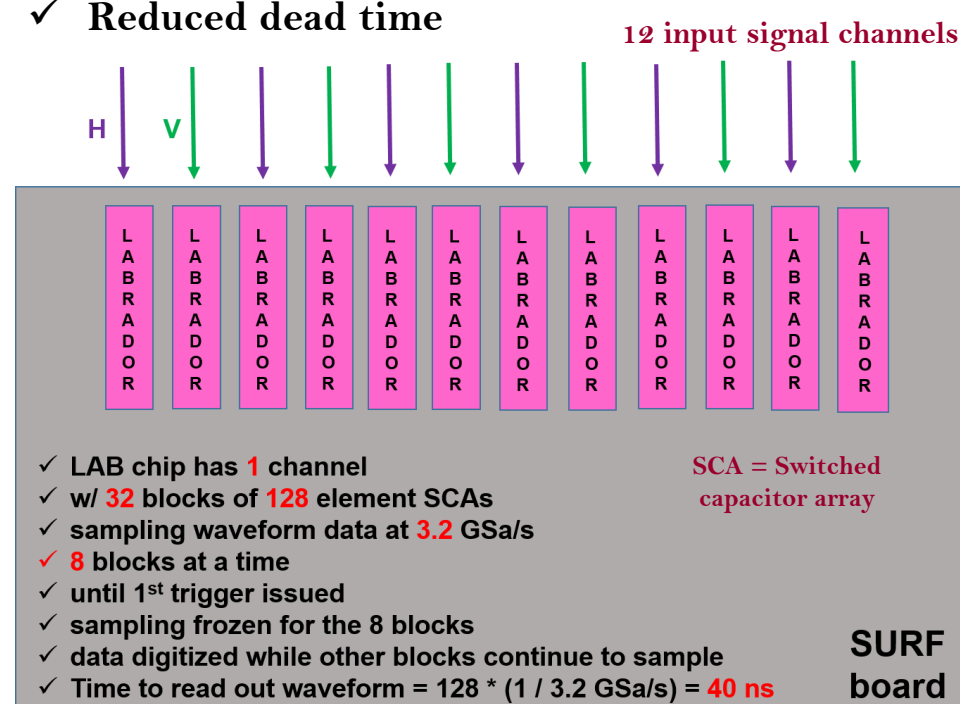 ✓ Reduced dead time
12 input signal channels
H V
LABRADOR LABRADOR LABRADOR LABRADOR LABRADOR LABRADOR LABRADOR LABRADOR LABRADOR LABRADOR LABRADOR LABRADOR
✓ LAB chip has 1 channel
✓ w/ 32 blocks of 128 element SCAs
✓ sampling waveform data at 3.2 GSa/s
✓ 8 blocks at a time
✓ until 1st trigger issued
✓ sampling frozen for the 8 blocks
✓ data digitized while other blocks continue to sample
✓ Time to read out waveform = 128 * (1 / 3.2 GSa/s) = 40 ns
SCA = Switched
capacitor array
SURF
board